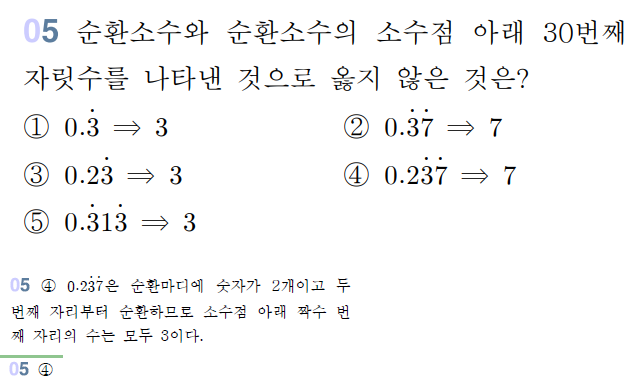 05 순환소수와 순환소수의 소수점 아래 30번째
자릿수를 나타낸 것으로 옳지 않은 것은?
① 0.3̇ ⇒ 3 ② 0.3̇7̇ ⇒ 7
③ 0.23̇ ⇒ 3 ④ 0.23̇7̇ ⇒ 7
⑤ 0.3̇13̇ ⇒ 3
05 ④ 0.23̇7̇은 순환마디에 숫자가 2개이고 두
번째 자리부터 순환하므로 소수점 아래 짝수 번
째 자리의 수는 모두 3이다.
05 ④